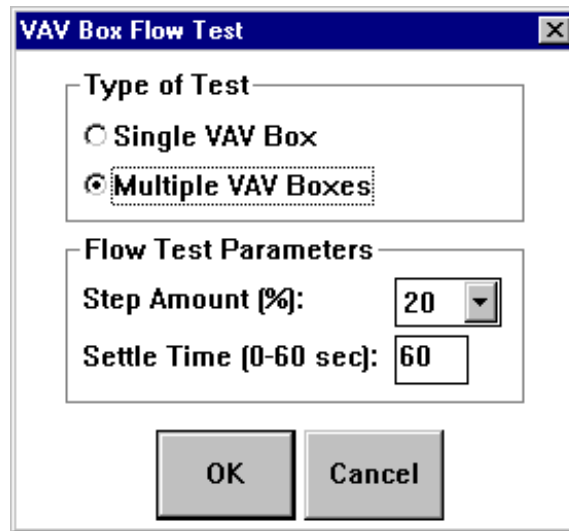 VAV Box Flow Test
Type of Test
Single VAV Box
Multiple VAV Boxes
Flow Test Parameters
Step Amount (%): 20
Settle Time (0-60 sec): 60
OK Cancel